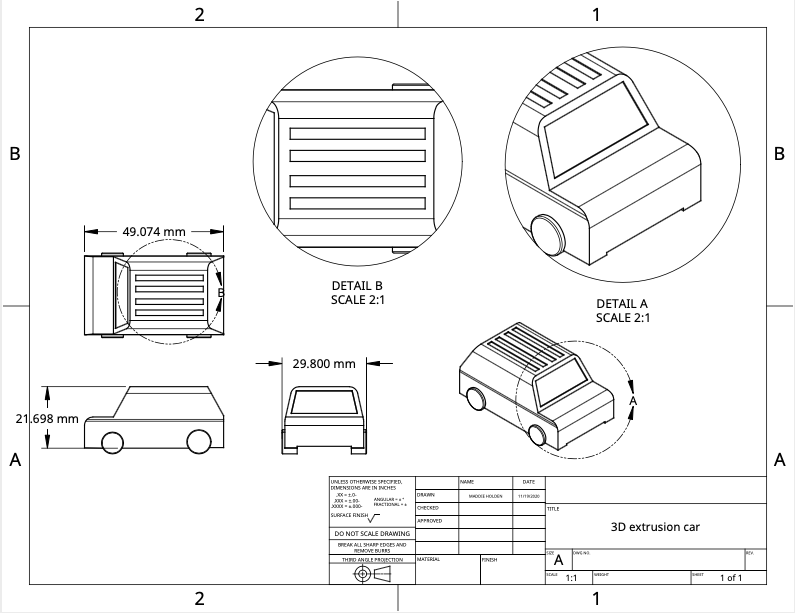 2
1
B
B
49.074 mm
B
DETAIL B
SCALE 2:1
DETAIL A
SCALE 2:1
29.800 mm
21.698 mm
A
A
A
UNLESS OTHERWISE SPECIFIED,
DIMENSIONS ARE IN INCHES
.XX = ±.0-
.XXX = ±.00-
.XXXX = ±.000-
ANGULAR = ± °
FRACTIONAL = ±
SURFACE FINISH
DO NOT SCALE DRAWING
BREAK ALL SHARP EDGES AND
REMOVE BURRS
THIRD ANGLE PROJECTION
NAME
DATE
DRAWN
MADDIE HOLDEN
11/19/2020
CHECKED
APPROVED
MATERIAL
FINISH
TITLE
3D extrusion car
SIZE
A
DWG NO.
REV.
SCALE
1:1
WEIGHT
SHEET
1 of 1
2
1